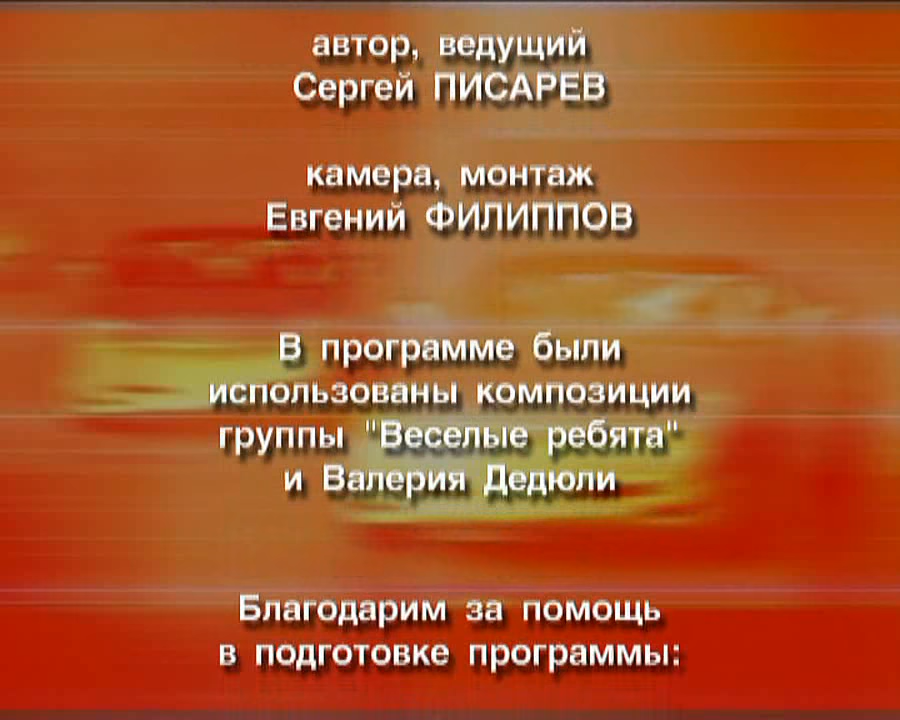 автор, ведущий
Сергей ПИСАРЕВ
камера, монтаж
Евгений ФИЛИППОВ
В программе были
использованы композиции
группы "Веселые ребята"
и Валерия Дедюли
Благодарим за помощь
в подготовке программы: